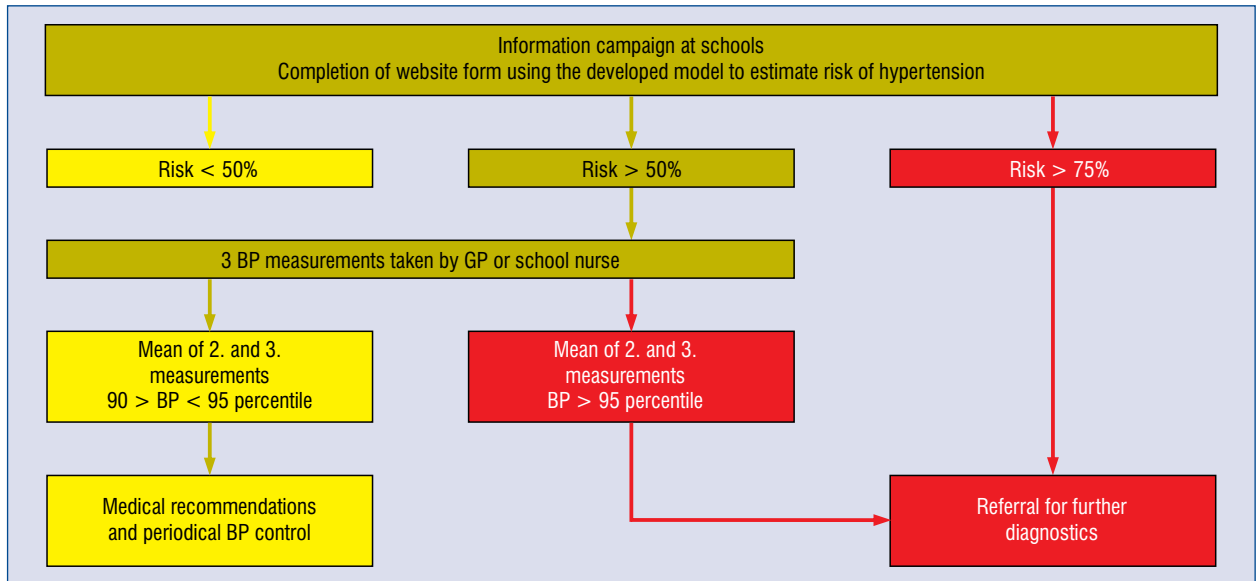 Information campaign at schools
Completion of website form using the developed model to estimate risk of hypertension
Risk < 50%
Risk > 50%
Risk > 75%
3 BP measurements taken by GP or school nurse
Mean of 2. and 3.
measurements
90 > BP < 95 percentile
Mean of 2. and 3.
measurements
BP > 95 percentile
Medical recommendations
and periodical BP control
Referral for further
diagnostics